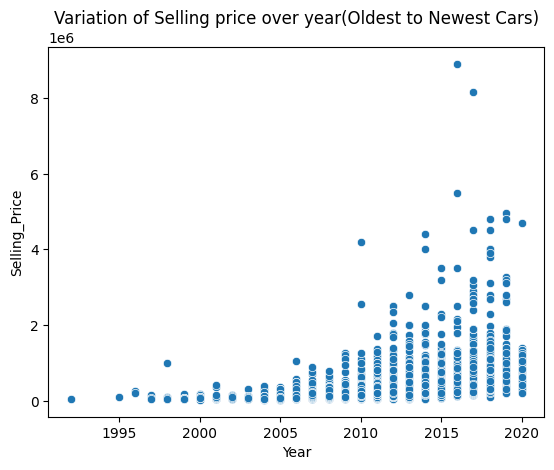 Variation of Selling price over year(Oldest to Newest Cars)
1e6
8
6
4
2
0
Selling_Price
1995 2000 2005 2010 2015 2020
Year